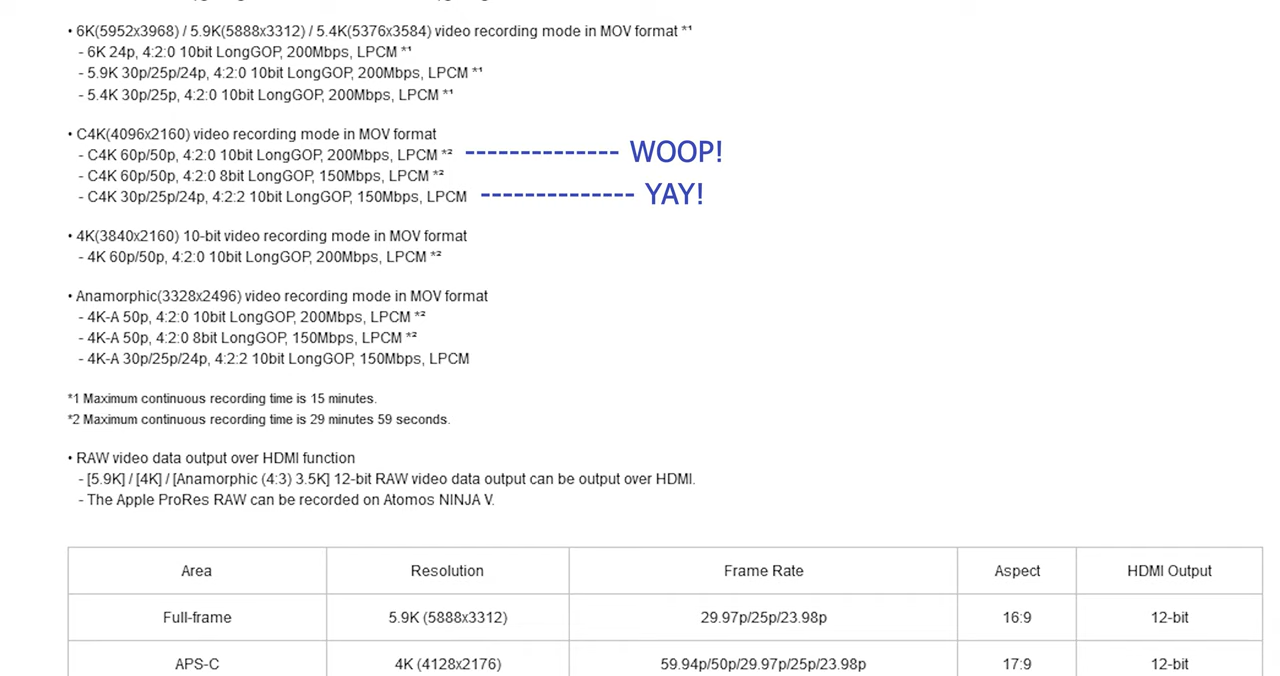 • 6K(5952x3968) / 5.9K(5888x3312) / 5.4K(5376x3584) video recording mode in MOV format *¹
- 6K 24p, 4:2:0 10bit LongGOP, 200Mbps, LPCM *¹
- 5.9K 30p/25p/24p, 4:2:0 10bit LongGOP, 200Mbps, LPCM *¹
- 5.4K 30p/25p, 4:2:0 10bit LongGOP, 200Mbps, LPCM *¹
• C4K(4096x2160) video recording mode in MOV format
- C4K 60p/50p, 4:2:0 10bit LongGOP, 200Mbps, LPCM *² -------------- WOOP!
- C4K 60p/50p, 4:2:0 8bit LongGOP, 150Mbps, LPCM *²
- C4K 30p/25p/24p, 4:2:2 10bit LongGOP, 150Mbps, LPCM -------------- YAY!
• 4K(3840x2160) 10-bit video recording mode in MOV format
- 4K 60p/50p, 4:2:0 10bit LongGOP, 200Mbps, LPCM *²
• Anamorphic(3328x2496) video recording mode in MOV format
- 4K-A 50p, 4:2:0 10bit LongGOP, 200Mbps, LPCM *²
- 4K-A 50p, 4:2:0 8bit LongGOP, 150Mbps, LPCM *²
- 4K-A 30p/25p/24p, 4:2:2 10bit LongGOP, 150Mbps, LPCM
*1 Maximum continuous recording time is 15 minutes.
*2 Maximum continuous recording time is 29 minutes 59 seconds.
• RAW video data output over HDMI function
- [5.9K] / [4K] / [Anamorphic (4:3) 3.5K] 12-bit RAW video data output can be output over HDMI.
- The Apple ProRes RAW can be recorded on Atomos NINJA V.
Area Resolution Frame Rate Aspect HDMI Output
Full-frame 5.9K (5888x3312) 29.97p/25p/23.98p 16:9 12-bit
APS-C 4K (4128x2176) 59.94p/50p/29.97p/25p/23.98p 17:9 12-bit